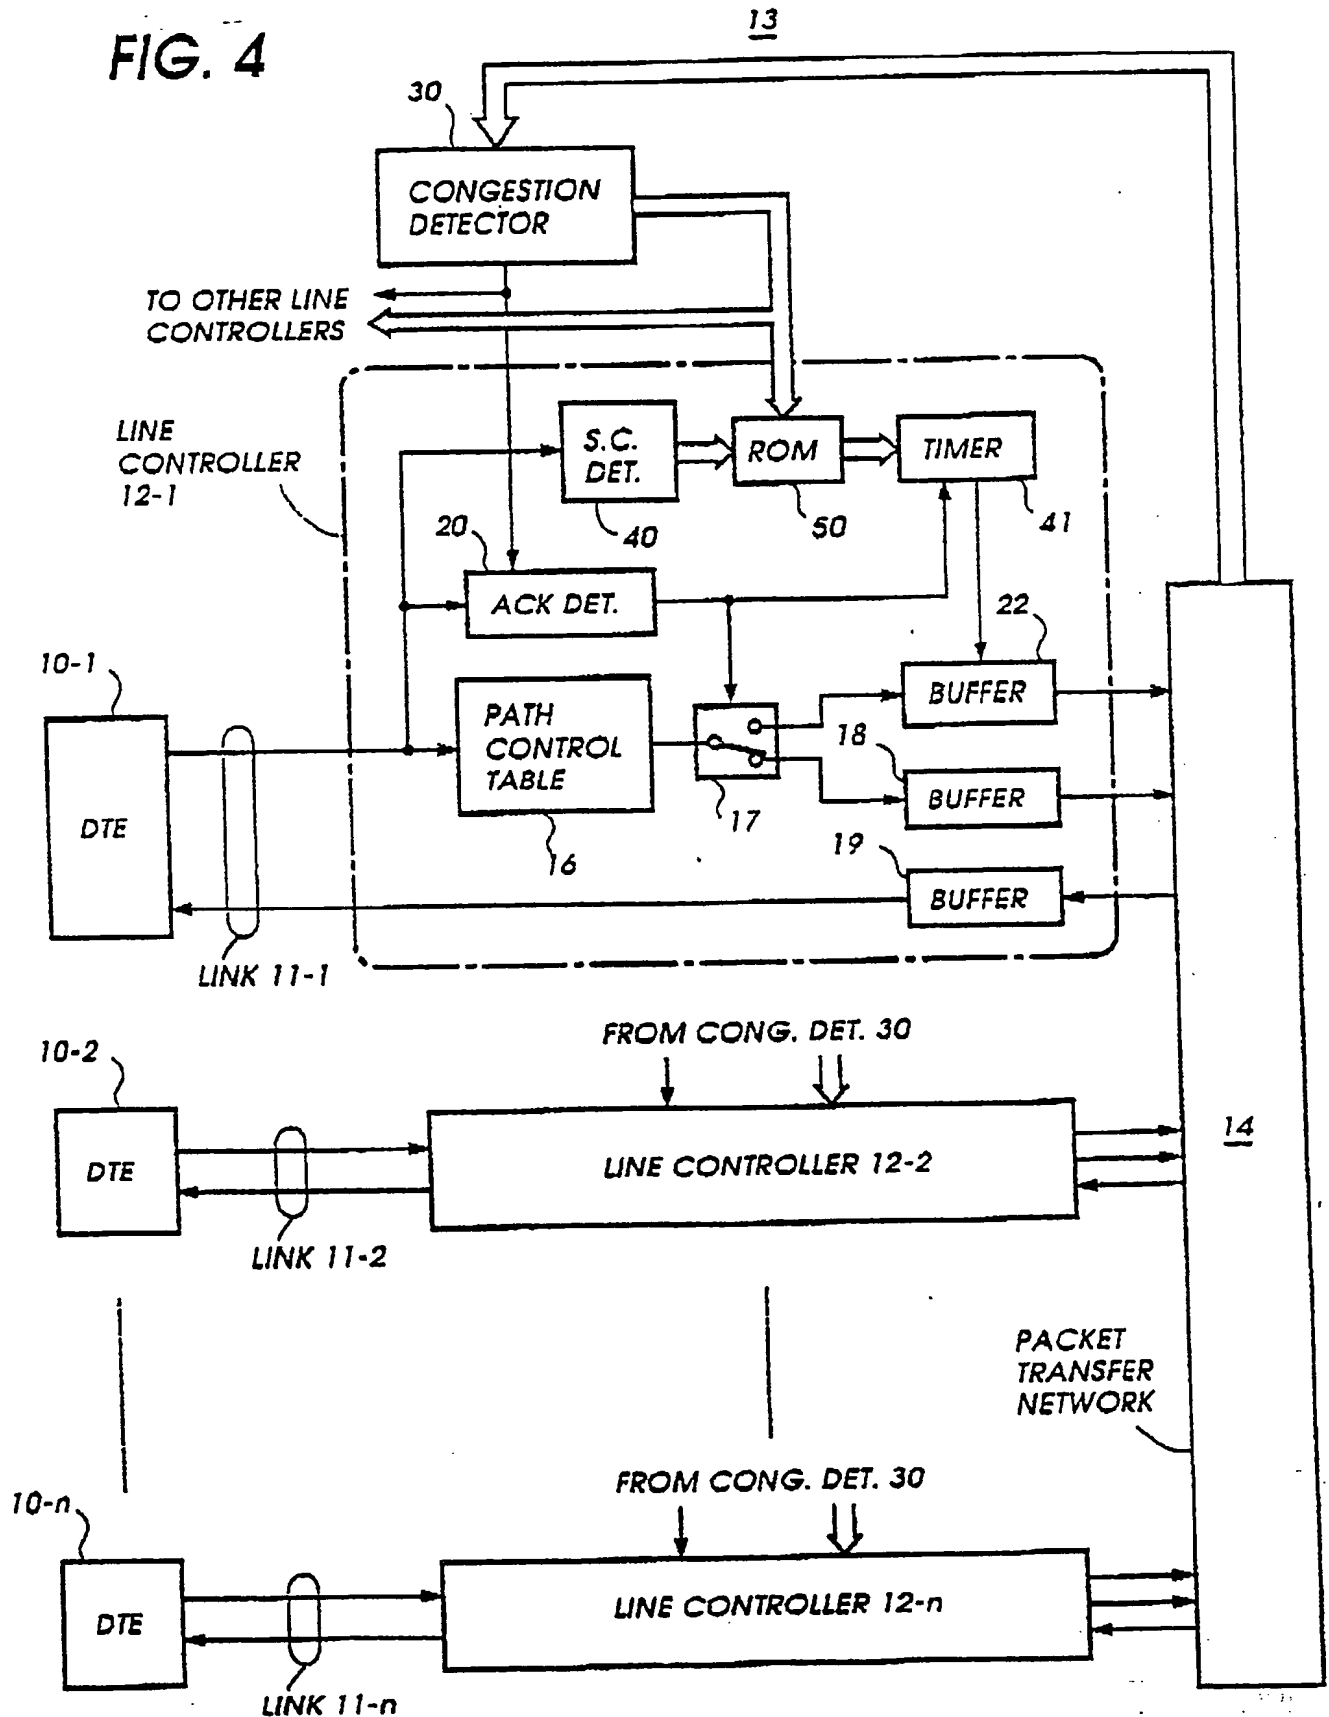 FIG. 4
13
30
CONGESTION
DETECTOR
TO OTHER LINE
CONTROLLERS
LINE
CONTROLLER
12-1
S.C.
DET.
40
ROM
50
TIMER
41
20
ACK DET.
22
BUFFER
10-1
DTE
PATH
CONTROL
TABLE
16
17
18
BUFFER
19
BUFFER
LINK 11-1
FROM CONG. DET. 30
10-2
DTE
LINE CONTROLLER 12-2
14
LINK 11-2
PACKET
TRANSFER
NETWORK
FROM CONG. DET. 30
10-n
DTE
LINE CONTROLLER 12-n
LINK 11-n